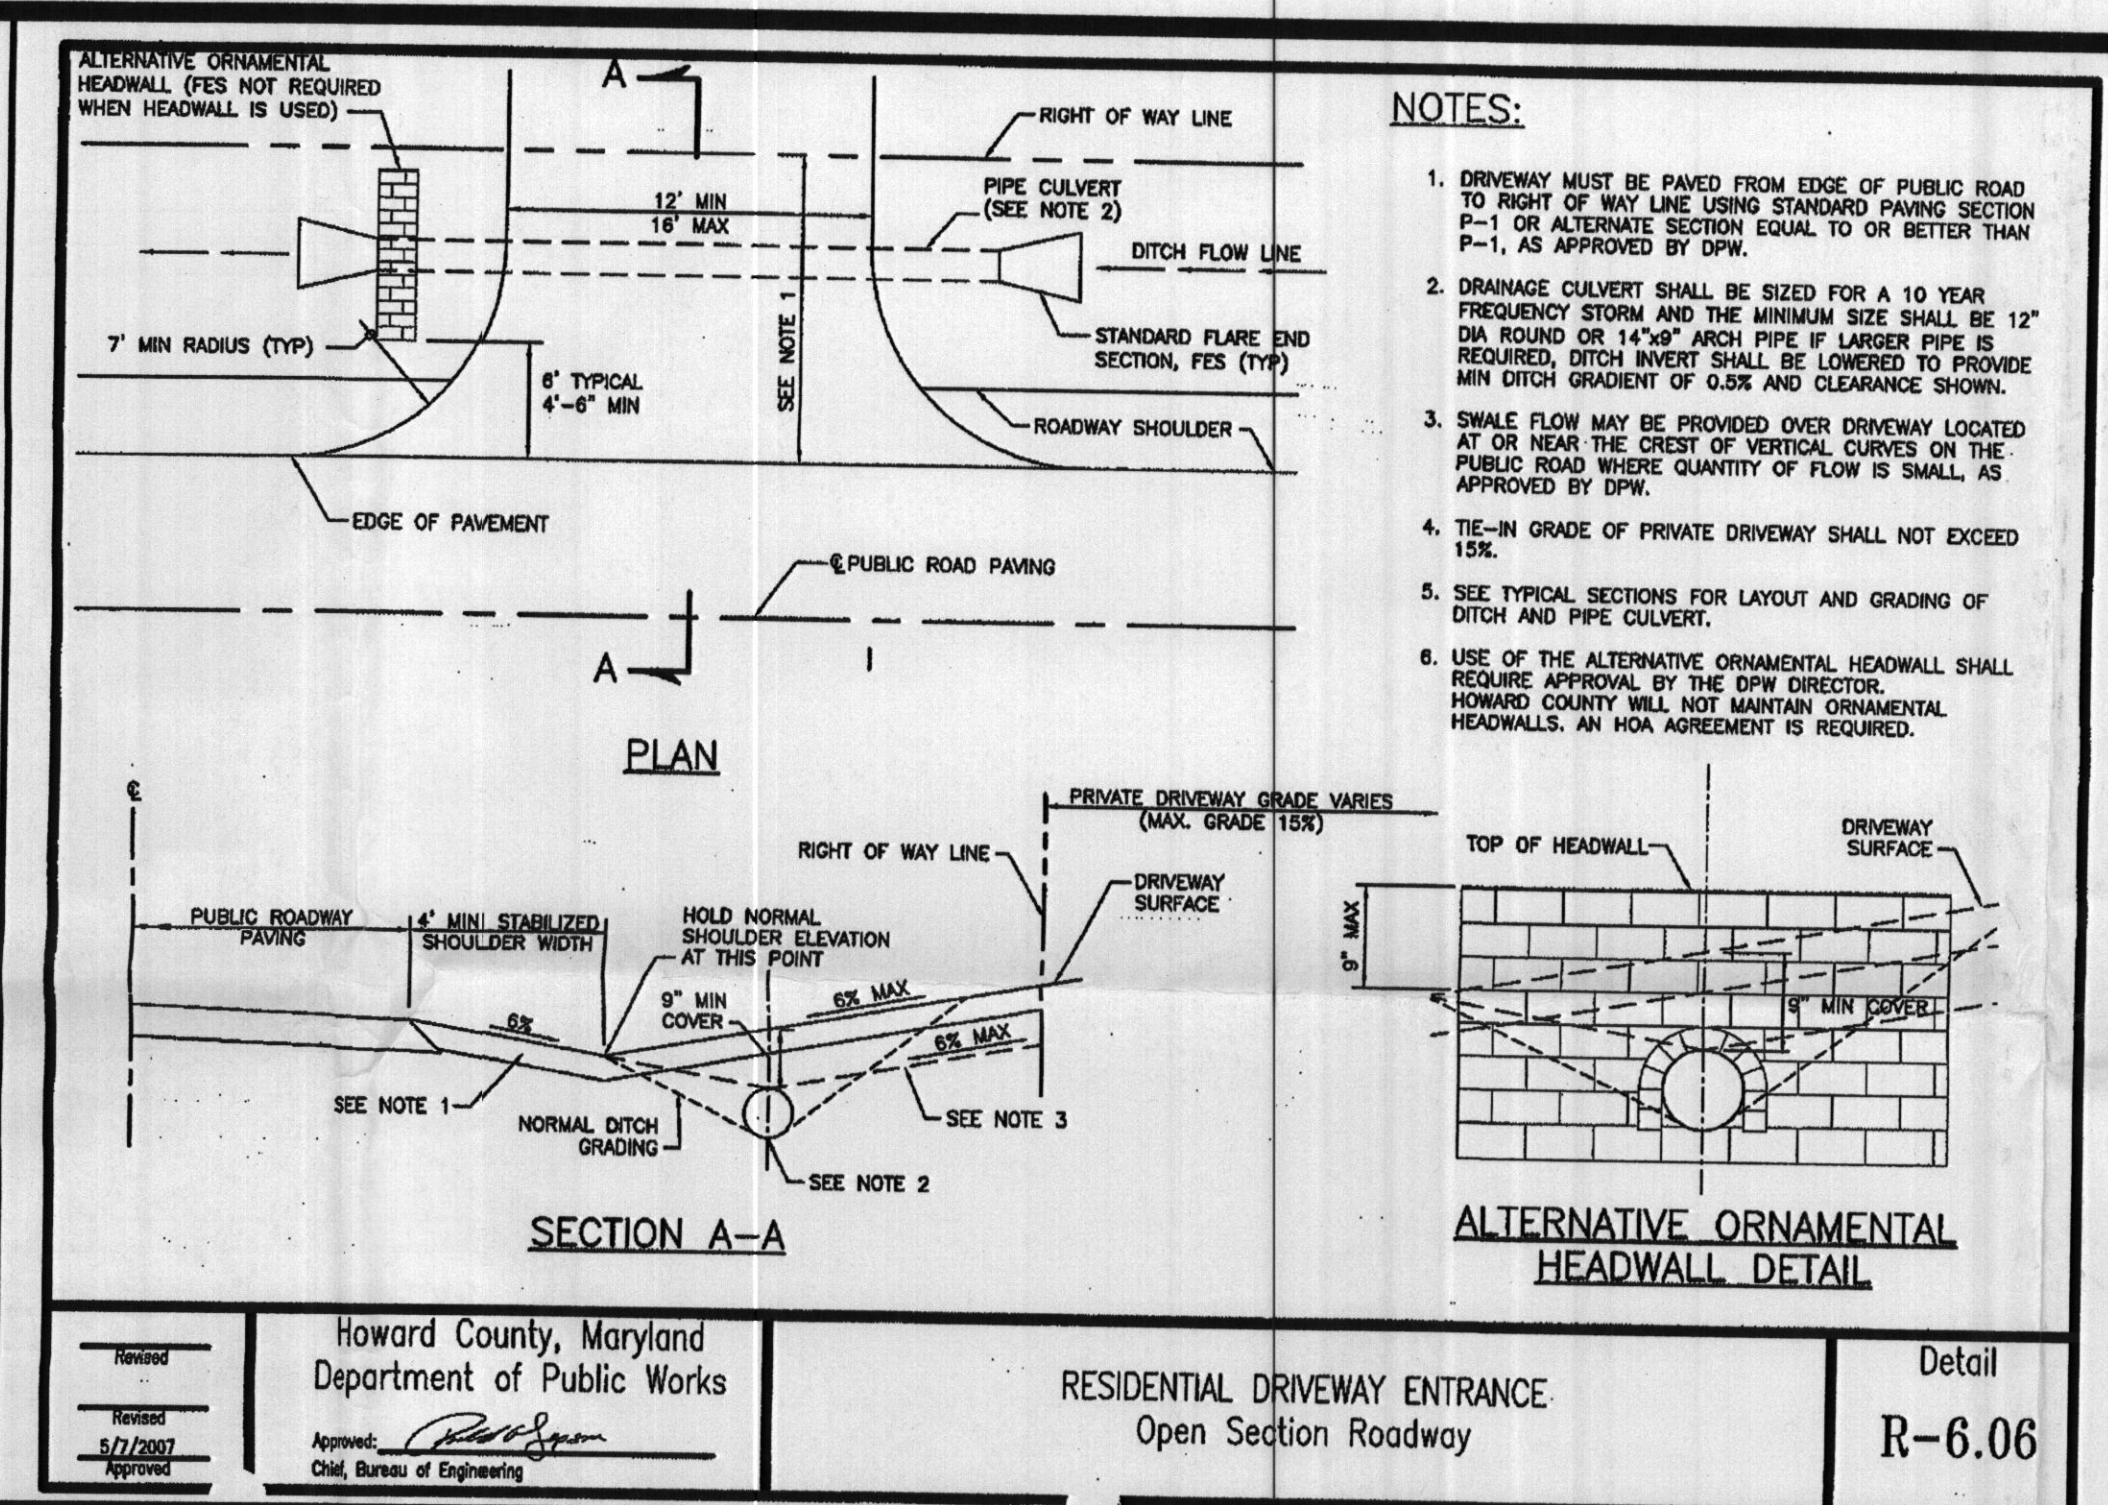 ALTERNATIVE ORNAMENTAL
HEADWALL (FES NOT REQUIRED
WHEN HEADWALL IS USED)
A
RIGHT OF WAY LINE
12' MIN
16' MAX
PIPE CULVERT
(SEE NOTE 2)
DITCH FLOW LINE
SEE NOTE 1
7' MIN RADIUS (TYP)
STANDARD FLARE END
SECTION, FES (TYP)
6' TYPICAL
4'-6" MIN
ROADWAY SHOULDER
EDGE OF PAVEMENT
℄ PUBLIC ROAD PAVING
A
PLAN
NOTES:
1. DRIVEWAY MUST BE PAVED FROM EDGE OF PUBLIC ROAD
TO RIGHT OF WAY LINE USING STANDARD PAVING SECTION
P-1 OR ALTERNATE SECTION EQUAL TO OR BETTER THAN
P-1, AS APPROVED BY DPW.
2. DRAINAGE CULVERT SHALL BE SIZED FOR A 10 YEAR
FREQUENCY STORM AND THE MINIMUM SIZE SHALL BE 12"
DIA ROUND OR 14"x9" ARCH PIPE IF LARGER PIPE IS
REQUIRED, DITCH INVERT SHALL BE LOWERED TO PROVIDE
MIN DITCH GRADIENT OF 0.5% AND CLEARANCE SHOWN.
3. SWALE FLOW MAY BE PROVIDED OVER DRIVEWAY LOCATED
AT OR NEAR THE CREST OF VERTICAL CURVES ON THE
PUBLIC ROAD WHERE QUANTITY OF FLOW IS SMALL, AS
APPROVED BY DPW.
4. TIE-IN GRADE OF PRIVATE DRIVEWAY SHALL NOT EXCEED
15%.
5. SEE TYPICAL SECTIONS FOR LAYOUT AND GRADING OF
DITCH AND PIPE CULVERT.
6. USE OF THE ALTERNATIVE ORNAMENTAL HEADWALL SHALL
REQUIRE APPROVAL BY THE DPW DIRECTOR.
HOWARD COUNTY WILL NOT MAINTAIN ORNAMENTAL
HEADWALLS. AN HOA AGREEMENT IS REQUIRED.
℄
PRIVATE DRIVEWAY GRADE VARIES
(MAX. GRADE 15%)
RIGHT OF WAY LINE
DRIVEWAY
SURFACE
PUBLIC ROADWAY
PAVING
4' MIN STABILIZED
SHOULDER WIDTH
HOLD NORMAL
SHOULDER ELEVATION
AT THIS POINT
9" MIN
COVER
6% MAX
6%
6% MAX
SEE NOTE 1
NORMAL DITCH
GRADING
SEE NOTE 3
SEE NOTE 2
SECTION A-A
TOP OF HEADWALL
DRIVEWAY
SURFACE
9" MAX
9" MIN COVER
ALTERNATIVE ORNAMENTAL
HEADWALL DETAIL
Revised
Revised
5/7/2007
Approved
Howard County, Maryland
Department of Public Works
Approved:
Chief, Bureau of Engineering
RESIDENTIAL DRIVEWAY ENTRANCE
Open Section Roadway
Detail
R-6.06